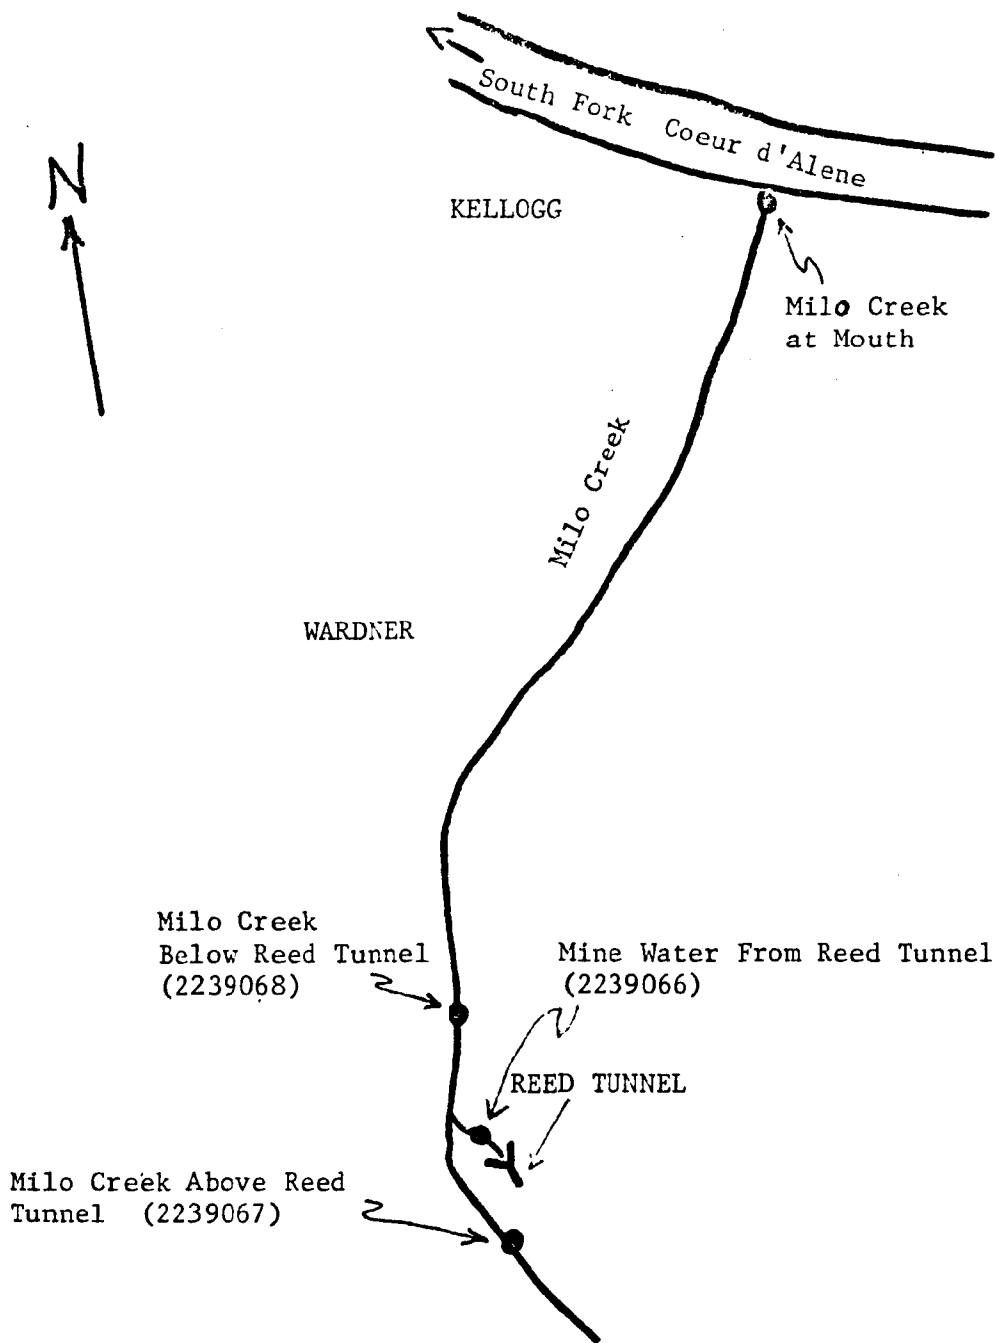 South Fork Coeur d'Alene
N
KELLOGG
Milo Creek
at Mouth
Milo Creek
WARDNER
Milo Creek
Below Reed Tunnel
(2239068)
Mine Water From Reed Tunnel
(2239066)
REED TUNNEL
Milo Creek Above Reed
Tunnel (2239067)